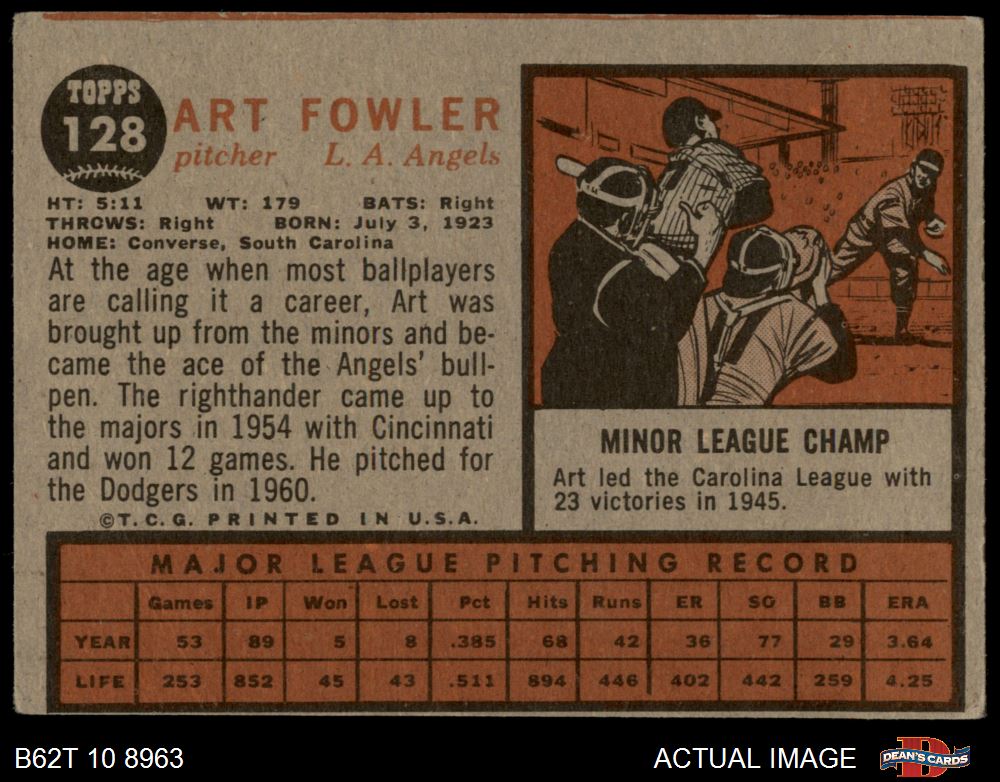 TOPPS
128
ART FOWLER
pitcher L. A. Angels
HT: 5:11 WT: 179 BATS: Right
THROWS: Right BORN: July 3, 1923
HOME: Converse, South Carolina
At the age when most ballplayers
are calling it a career, Art was
brought up from the minors and be-
came the ace of the Angels' bull-
pen. The righthander came up to
the majors in 1954 with Cincinnati
and won 12 games. He pitched for
the Dodgers in 1960.
©T.C.G. PRINTED IN U.S.A.
MINOR LEAGUE CHAMP
Art led the Carolina League with
23 victories in 1945.
MAJOR LEAGUE PITCHING RECORD
Games IP Won Lost Pct Hits Runs ER SO BB ERA
YEAR 53 89 5 8 .385 68 42 36 77 29 3.64
LIFE 253 852 45 43 .511 894 446 402 442 259 4.25
B62T 10 8963
ACTUAL IMAGE
DEAN'S CARDS